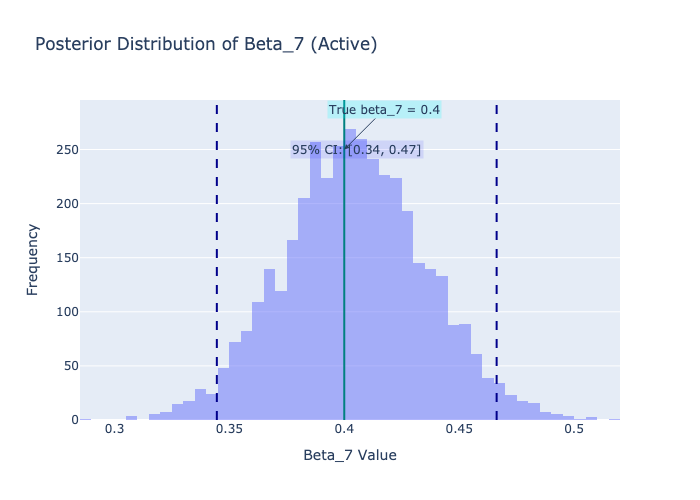 Posterior Distribution of Beta_7 (Active)
True beta_7 = 0.4
95% CI: [0.34, 0.47]
250
200
150
100
50
0
Frequency
0.3 0.35 0.4 0.45 0.5
Beta_7 Value